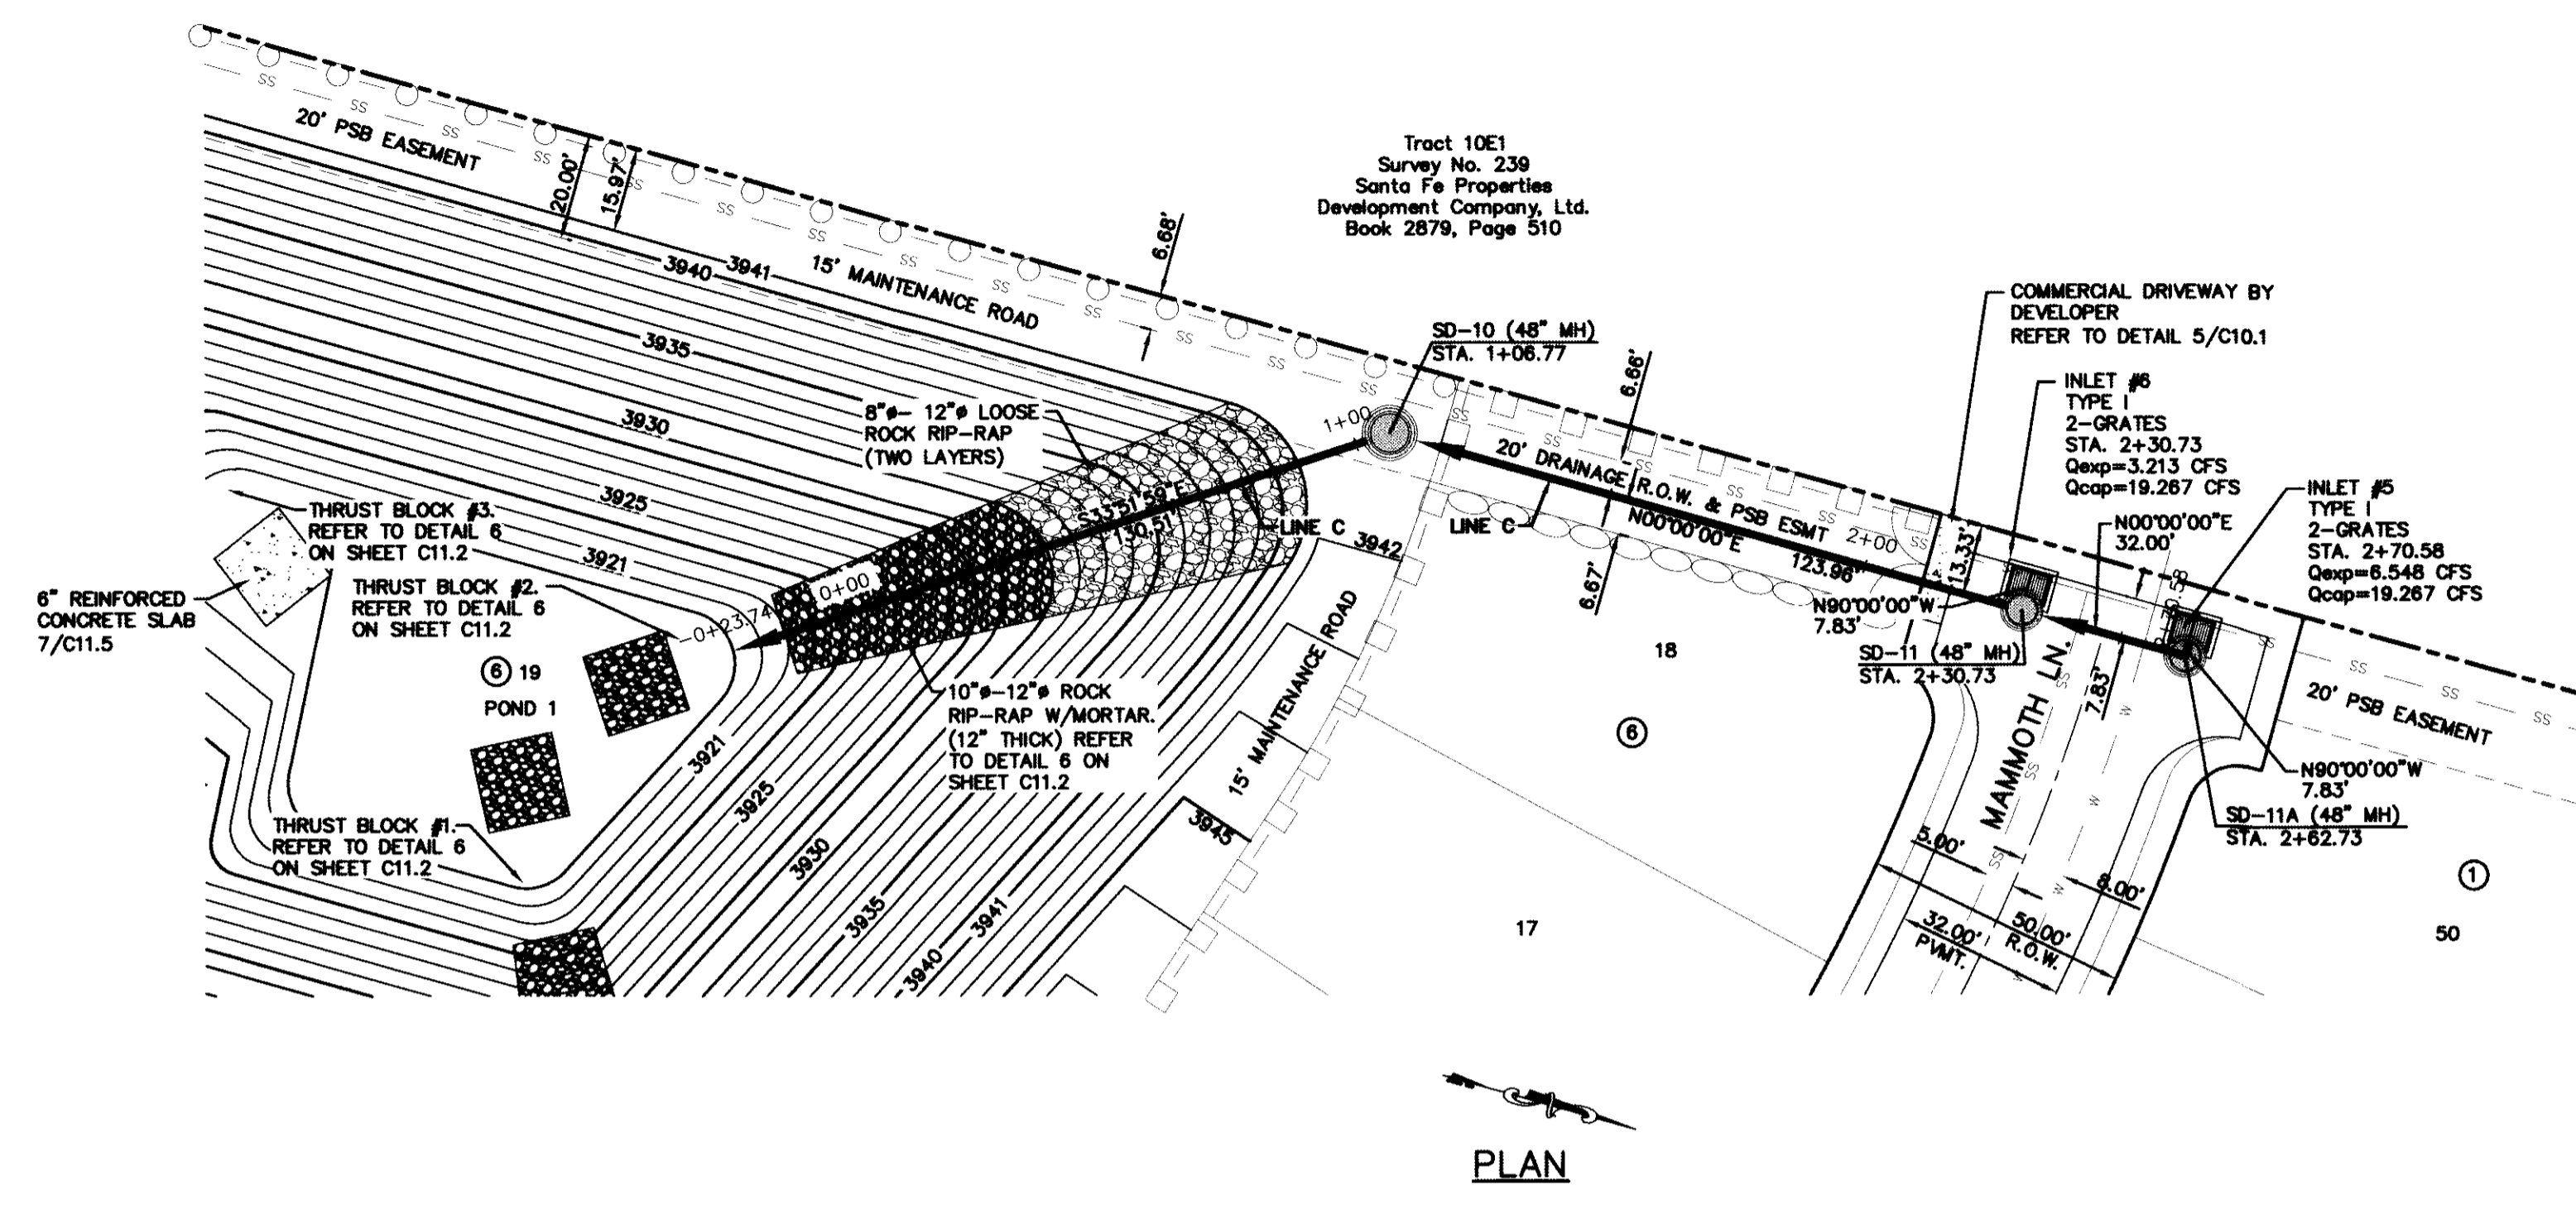 Tract 10E1
Survey No. 239
Santa Fe Properties
Development Company, Ltd.
Book 2879, Page 510
20' PSB EASEMENT
20.00'
15.97'
SS
3940
3941
15' MAINTENANCE ROAD
6.68'
3935
3930
3925
3921
8"ø- 12"ø LOOSE
ROCK RIP-RAP
(TWO LAYERS)
SD-10 (48" MH)
STA. 1+06.77
1+00
S33°51'59"E
130.51'
LINE C
3942
0+00
-0+23.74
THRUST BLOCK #3.
REFER TO DETAIL 6
ON SHEET C11.2
THRUST BLOCK #2.
REFER TO DETAIL 6
ON SHEET C11.2
6" REINFORCED
CONCRETE SLAB
7/C11.5
6 19
POND 1
THRUST BLOCK #1.
REFER TO DETAIL 6
ON SHEET C11.2
10"ø-12"ø ROCK
RIP-RAP W/MORTAR.
(12" THICK) REFER
TO DETAIL 6 ON
SHEET C11.2
3921
3925
3930
3935
3940
3941
3945
15' MAINTENANCE ROAD
6.66'
20' DRAINAGE R.O.W. & PSB ESMT
LINE C
N00°00'00"E
123.96'
2+00
6.67'
13.33'
COMMERCIAL DRIVEWAY BY
DEVELOPER
REFER TO DETAIL 5/C10.1
INLET #6
TYPE I
2-GRATES
STA. 2+30.73
Qexp=3.213 CFS
Qcap=19.267 CFS
INLET #5
TYPE I
2-GRATES
STA. 2+70.58
Qexp=6.548 CFS
Qcap=19.267 CFS
N00°00'00"E
32.00'
N90°00'00"W
7.83'
SD-11 (48" MH)
STA. 2+30.73
18
6
17
MAMMOTH LN.
7.83'
20' PSB EASEMENT
N90°00'00"W
7.83'
SD-11A (48" MH)
STA. 2+62.73
5.00'
8.00'
32.00'
PVMT.
50.00'
R.O.W.
W
1
50
PLAN